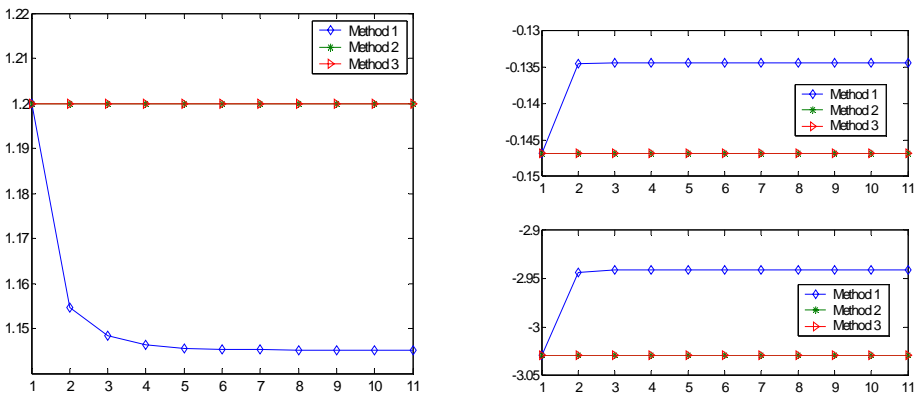 1.22
1.21
1.2
1.19
1.18
1.17
1.16
1.15
1 2 3 4 5 6 7 8 9 10 11
Method 1
Method 2
Method 3
-0.13
-0.135
-0.14
-0.145
-0.15
1 2 3 4 5 6 7 8 9 10 11
Method 1
Method 2
Method 3
-2.9
-2.95
-3
-3.05
1 2 3 4 5 6 7 8 9 10 11
Method 1
Method 2
Method 3